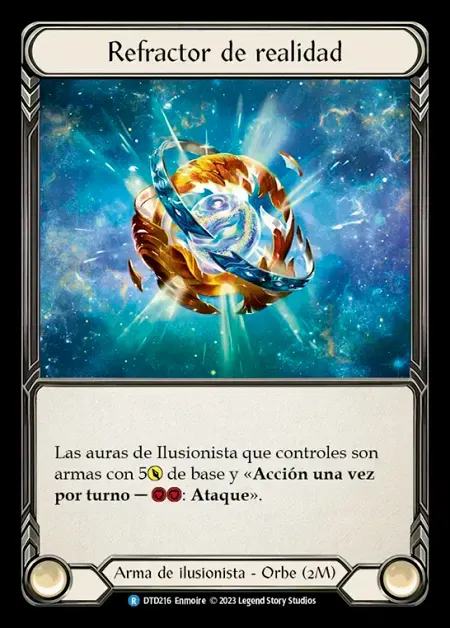 Refractor de realidad
Las auras de Ilusionista que controles son
armas con 5 de base y «Acción una vez
por turno — : Ataque».
Arma de ilusionista - Orbe (2M)
R DTD216 Enmoire © 2023 Legend Story Studios